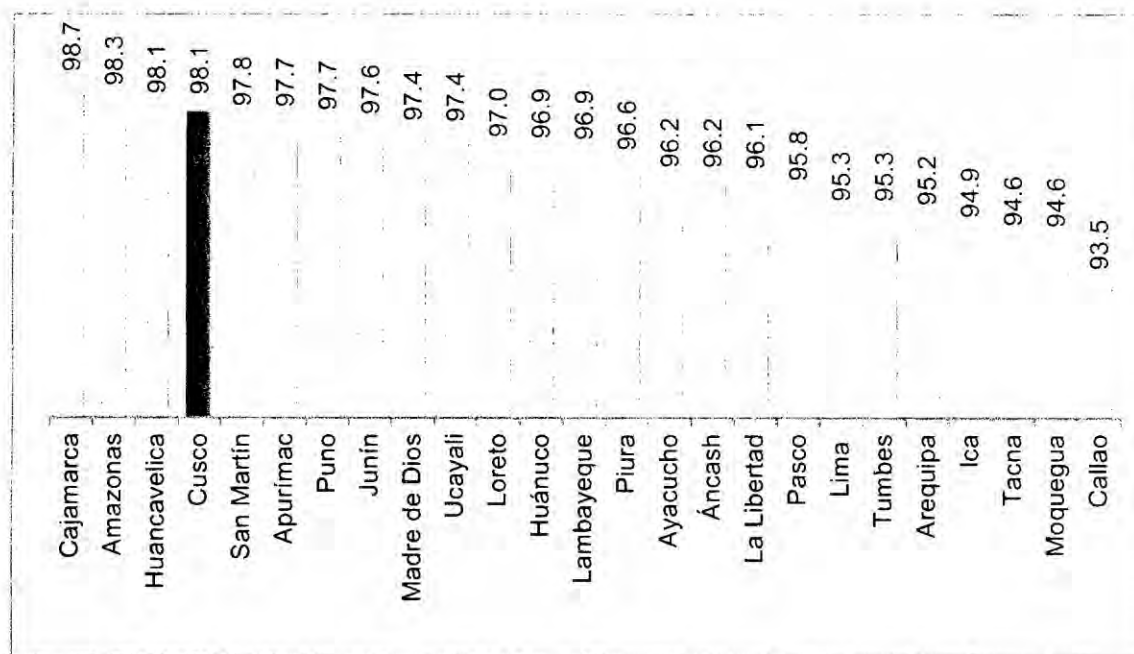 Cajamarca 98.7
Amazonas 98.3
Huancavelica 98.1
Cusco 98.1
San Martín 97.8
Apurímac 97.7
Puno 97.7
Junín 97.6
Madre de Dios 97.4
Ucayali 97.4
Loreto 97.0
Huánuco 96.9
Lambayeque 96.9
Piura 96.6
Ayacucho 96.2
Áncash 96.2
La Libertad 96.1
Pasco 95.8
Lima 95.3
Tumbes 95.3
Arequipa 95.2
Ica 94.9
Tacna 94.6
Moquegua 94.6
Callao 93.5